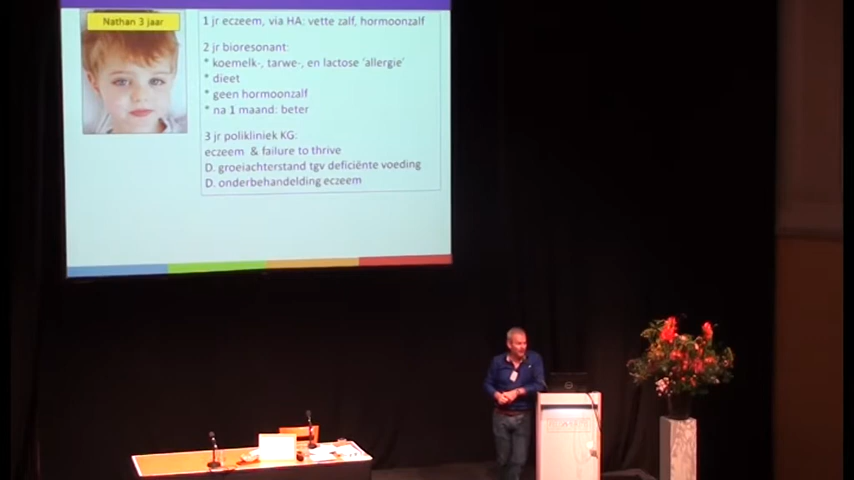 Nathan 3 jaar
1 jr eczeem, via HA: vette zalf, hormoonzalf
2 jr bioresonant:
* koemelk-, tarwe-, en lactose ‘allergie’
* dieet
* geen hormoonzalf
* na 1 maand: beter
3 jr polikliniek KG:
eczeem & failure to thrive
D. groeiachterstand tgv deficiënte voeding
D. onderbehandelding eczeem